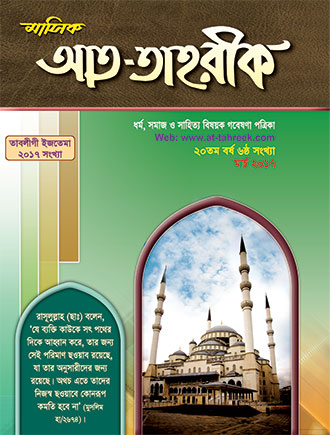 মাসিক
আত-তাহরীক
ধর্ম, সমাজ ও সাহিত্য বিষয়ক গবেষণা পত্রিকা
Web: www.at-tahreek.com
তাবলীগী ইজতেমা
২০১৭ সংখ্যা
২০তম বর্ষ ৬ষ্ঠ সংখ্যা
মার্চ ২০১৭
রাসূলুল্লাহ (ছাঃ) বলেন,
'যে ব্যক্তি কাউকে সৎ পথের
দিকে আহ্বান করে, তার জন্য
সেই পরিমাণ ছওয়াব রয়েছে,
যা তার অনুসারীদের জন্য
রয়েছে। অথচ এতে তাদের
নিজস্ব ছওয়াবে কোনরূপ
কমতি হবে না' (মুসলিম
হা/২৬৭৪)।